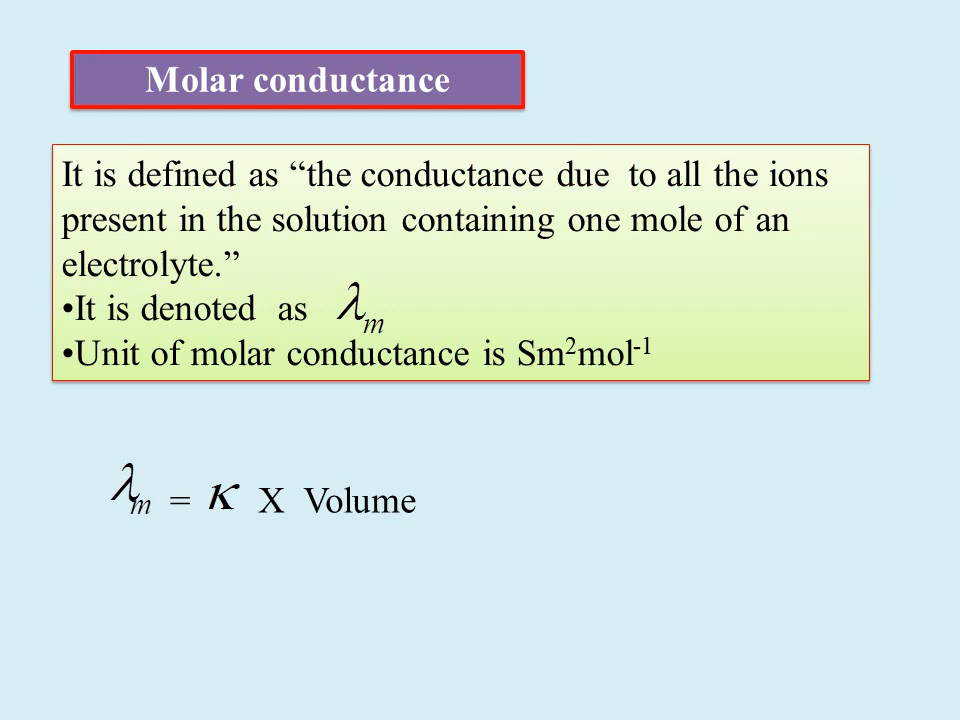 Molar conductance
It is defined as “the conductance due to all the ions
present in the solution containing one mole of an
electrolyte.”
•It is denoted as λₘ
•Unit of molar conductance is Sm²mol⁻¹
λₘ = κ X Volume